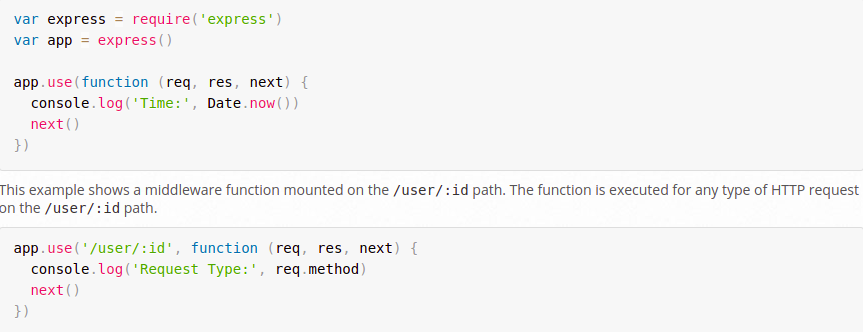 var express = require('express')
var app = express()
app.use(function (req, res, next) {
  console.log('Time:', Date.now())
  next()
})
This example shows a middleware function mounted on the /user/:id path. The function is executed for any type of HTTP request
on the /user/:id path.
app.use('/user/:id', function (req, res, next) {
  console.log('Request Type:', req.method)
  next()
})